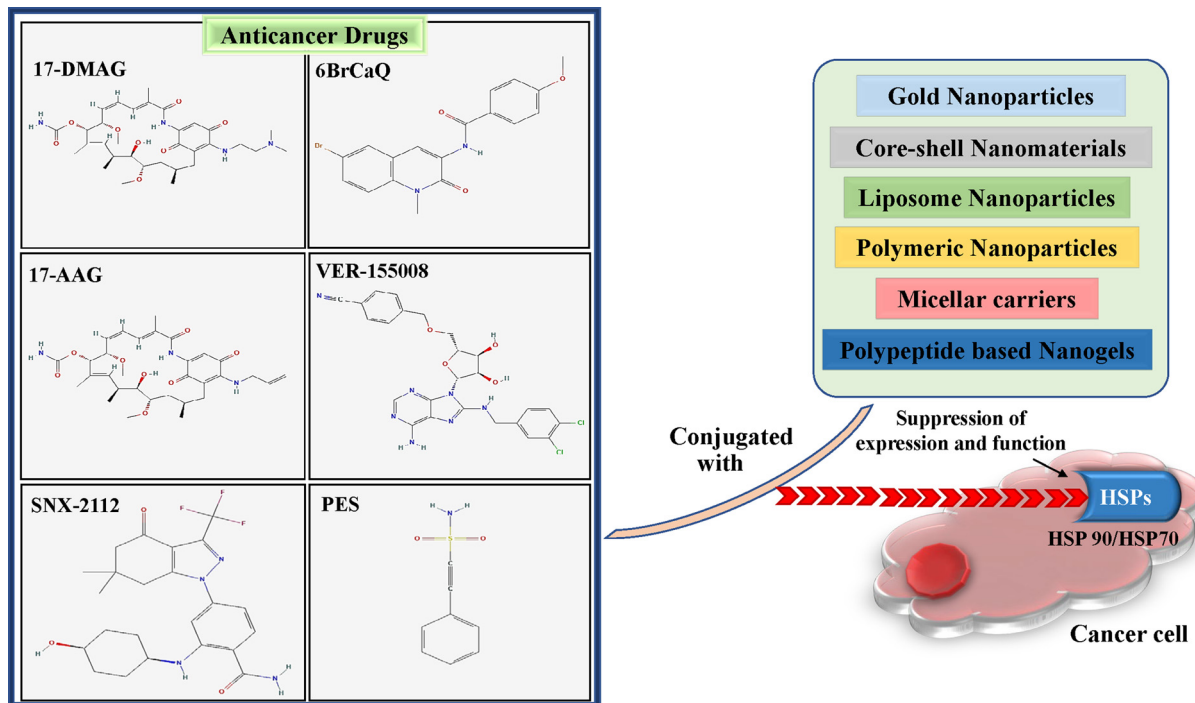 Anticancer Drugs
17-DMAG
6BrCaQ
17-AAG
VER-155008
SNX-2112
PES
Gold Nanoparticles
Core-shell Nanomaterials
Liposome Nanoparticles
Polymeric Nanoparticles
Micellar carriers
Polypeptide based Nanogels
Conjugated
with
Suppression of
expression and function
HSPs
HSP 90/HSP70
Cancer cell